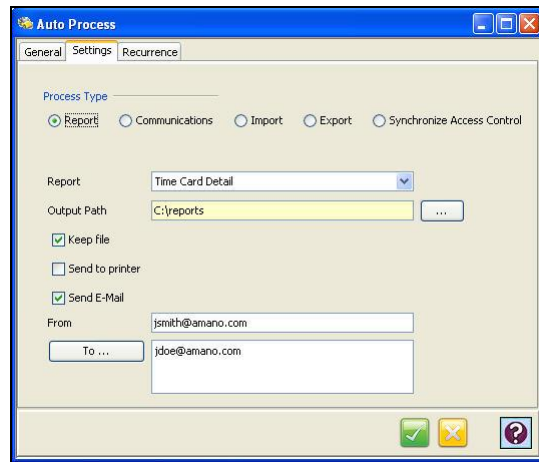 Auto Process
General Settings Recurrence
Process Type
Report Communications Import Export Synchronize Access Control
Report Time Card Detail
Output Path C:\reports ...
Keep file
Send to printer
Send E-Mail
From jsmith@amano.com
To ... jdoe@amano.com
?